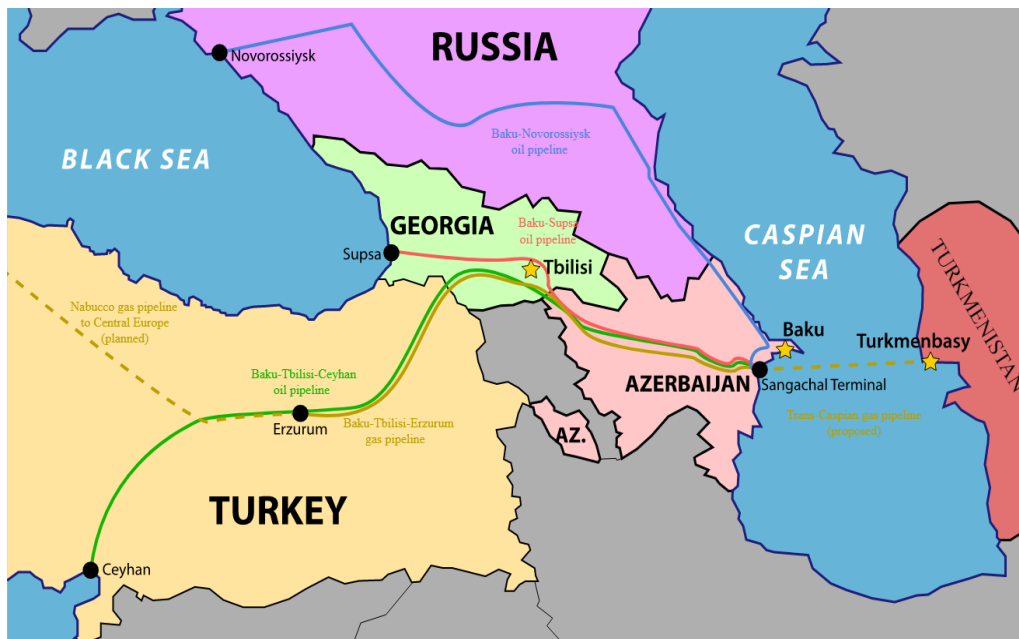 RUSSIA
Novorossiysk
Baku-Novorossiysk
oil pipeline
BLACK SEA
GEORGIA
Baku-Supsa
oil pipeline
Supsa
Tbilisi
CASPIAN
SEA
TURKMENISTAN
Nabucco gas pipeline
to Central Europe
(planned)
Baku
Turkmenbasy
Baku-Tbilisi-Ceyhan
oil pipeline
AZERBAIJAN
Sangachal Terminal
Erzurum
Baku-Tbilisi-Erzurum
gas pipeline
Trans-Caspian gas pipeline
(proposed)
AZ.
TURKEY
Ceyhan